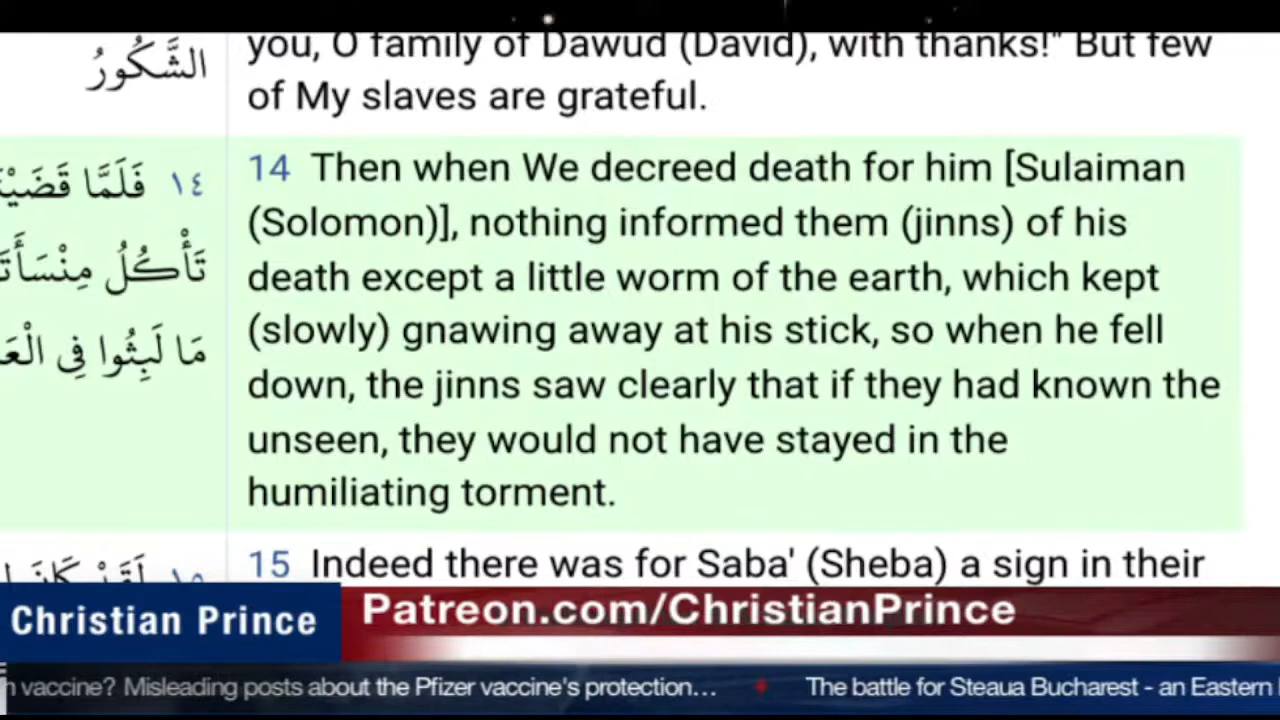 you, O family of Dawud (David), with thanks!" But few
الشَّكُورُ
of My slaves are grateful.
14 Then when We decreed death for him [Sulaiman
١٤ فَلَمَّا
(Solomon)], nothing informed them (jinns) of his
تَأْكُلُ
death except a little worm of the earth, which kept
(slowly) gnawing away at his stick, so when he fell
مَا لَبِثُوا فِي
down, the jinns saw clearly that if they had known the
unseen, they would not have stayed in the
humiliating torment.
15 Indeed there was for Saba' (Sheba) a sign in their
Christian Prince
Patreon.com/ChristianPrince
vaccine? Misleading posts about the Pfizer vaccine's protection...
The battle for Steaua Bucharest - an Eastern